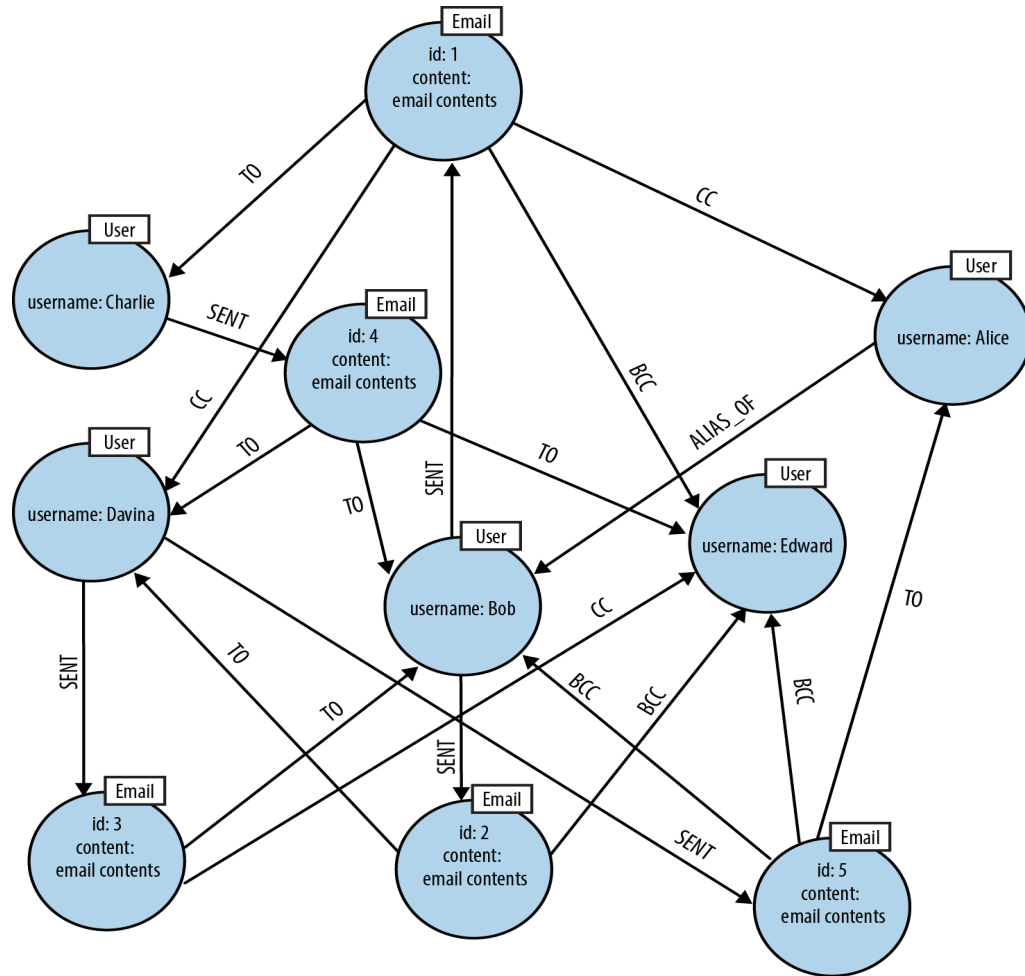 Email
id: 1
content:
email contents
TO
CC
User
username: Charlie
User
username: Alice
SENT
Email
id: 4
content:
email contents
CC
BCC
ALIAS_OF
User
username: Davina
TO
TO
SENT
TO
User
username: Edward
User
username: Bob
CC
TO
SENT
TO
TO
BCC
BCC
BCC
SENT
SENT
Email
id: 3
content:
email contents
Email
id: 2
content:
email contents
Email
id: 5
content:
email contents